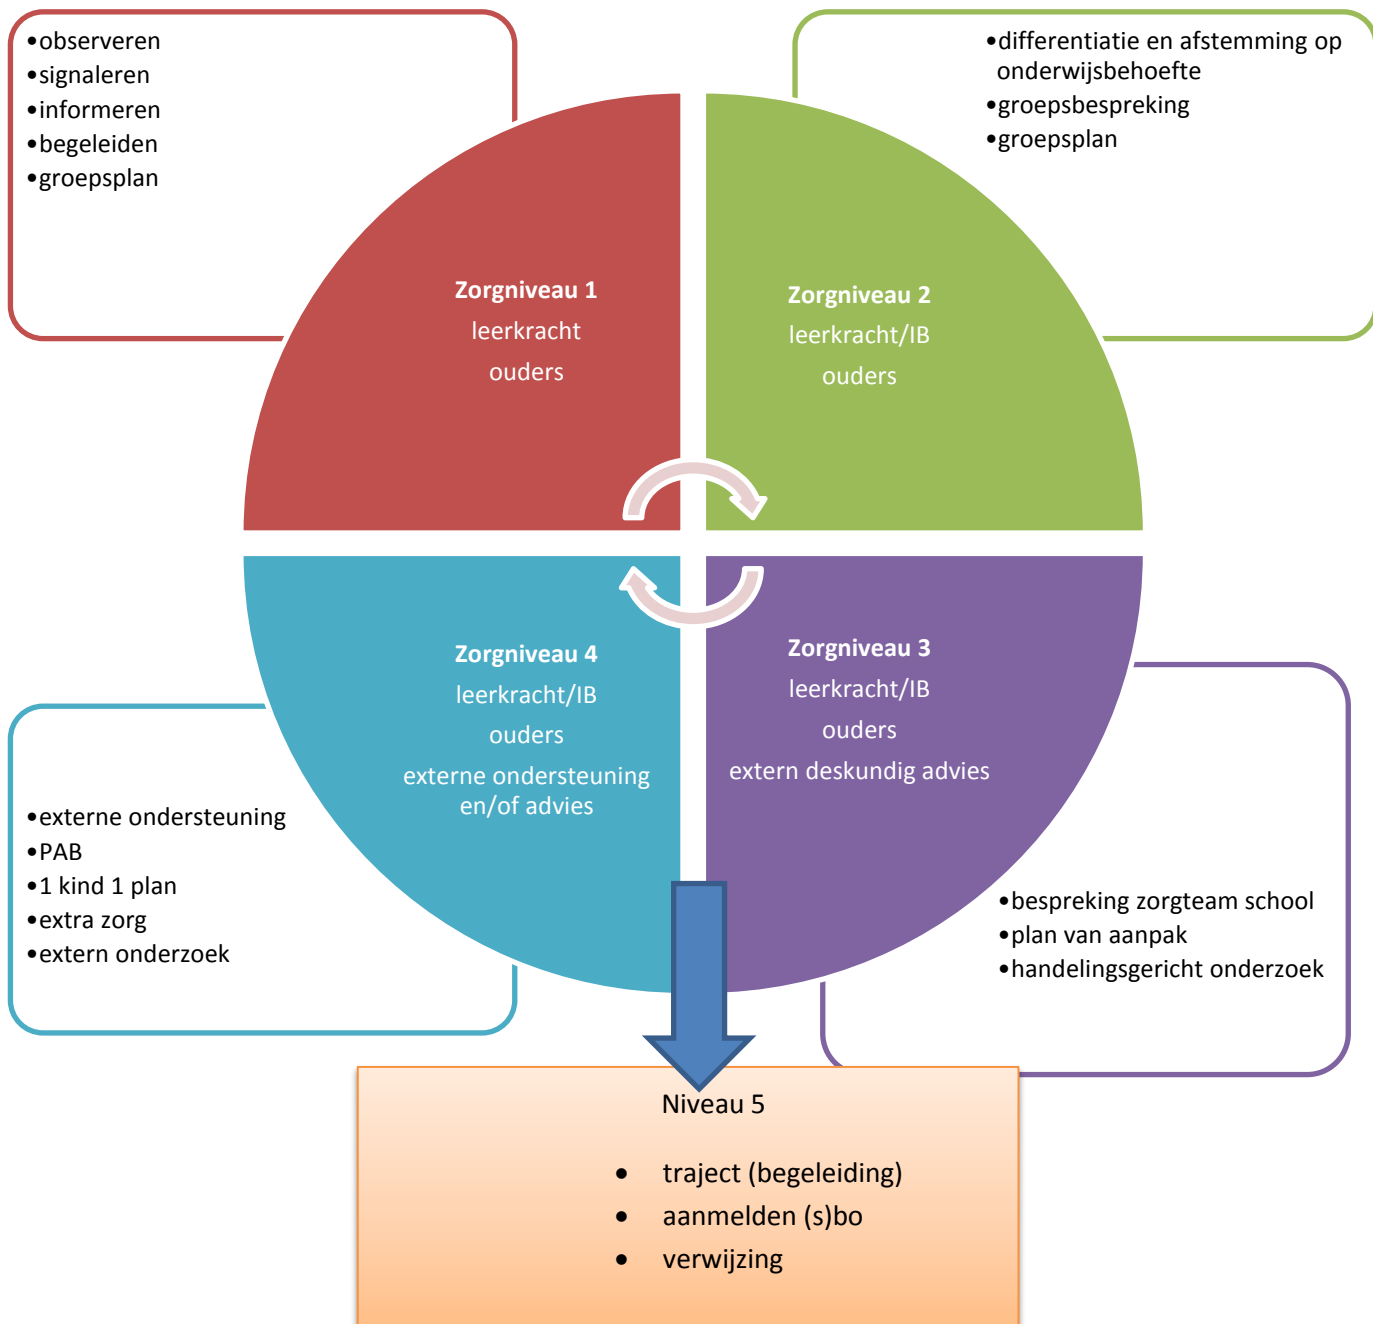 •observeren
•signaleren
•informeren
•begeleiden
•groepsplan
•differentiatie en afstemming op
onderwijsbehoefte
•groepsbespreking
•groepsplan
Zorgniveau 1
leerkracht
ouders
Zorgniveau 2
leerkracht/IB
ouders
Zorgniveau 4
leerkracht/IB
ouders
externe ondersteuning
en/of advies
Zorgniveau 3
leerkracht/IB
ouders
extern deskundig advies
•externe ondersteuning
•PAB
•1 kind 1 plan
•extra zorg
•extern onderzoek
•bespreking zorgteam school
•plan van aanpak
•handelingsgericht onderzoek
Niveau 5
• traject (begeleiding)
• aanmelden (s)bo
• verwijzing